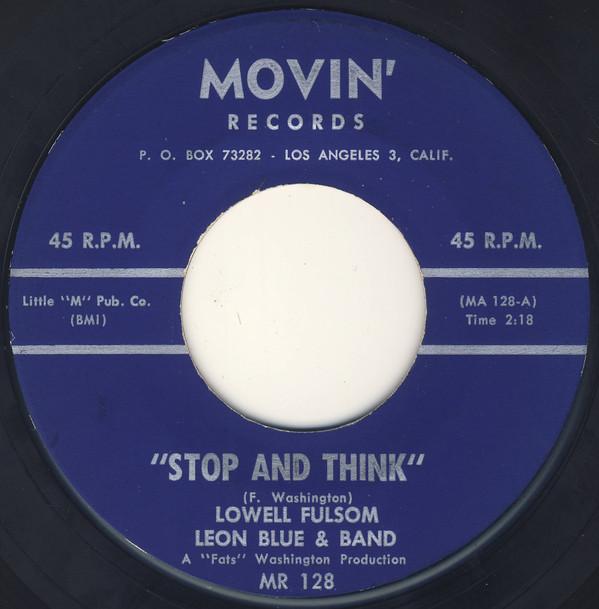 MOVIN'
RECORDS
P. O. BOX 73282 - LOS ANGELES 3, CALIF.
45 R.P.M. 45 R.P.M.
Little "M" Pub. Co. (MA 128-A)
(BMI) Time 2:18
"STOP AND THINK"
(F. Washington)
LOWELL FULSOM
LEON BLUE & BAND
A "Fats" Washington Production
MR 128